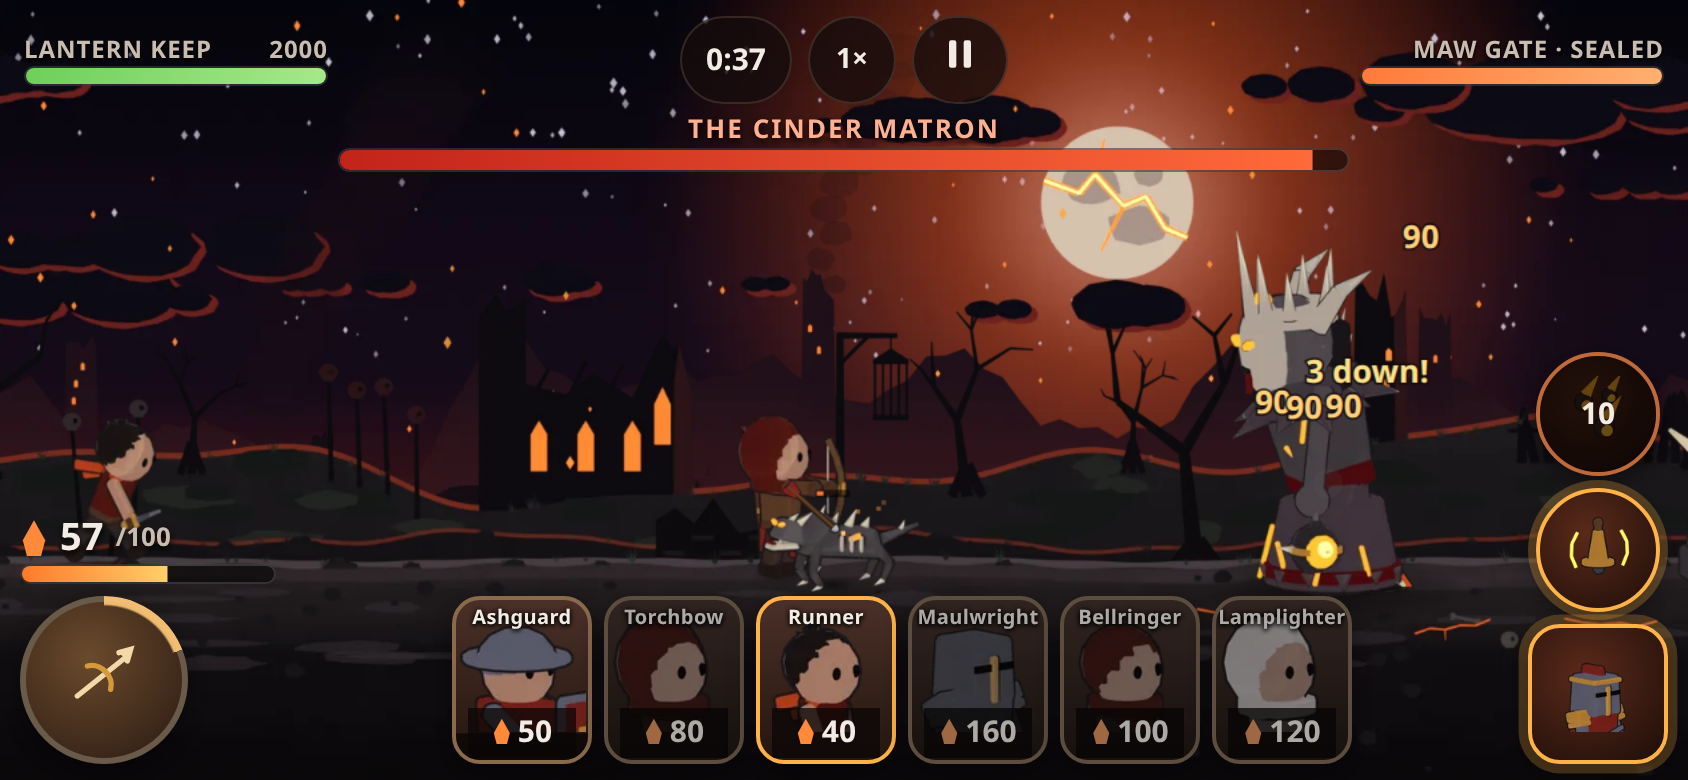 LANTERN KEEP 2000
0:37 1×
MAW GATE · SEALED
THE CINDER MATRON
90
3 down!
90 90 90
10
57 /100
Ashguard Torchbow Runner Maulwright Bellringer Lamplighter
50 80 40 160 100 120